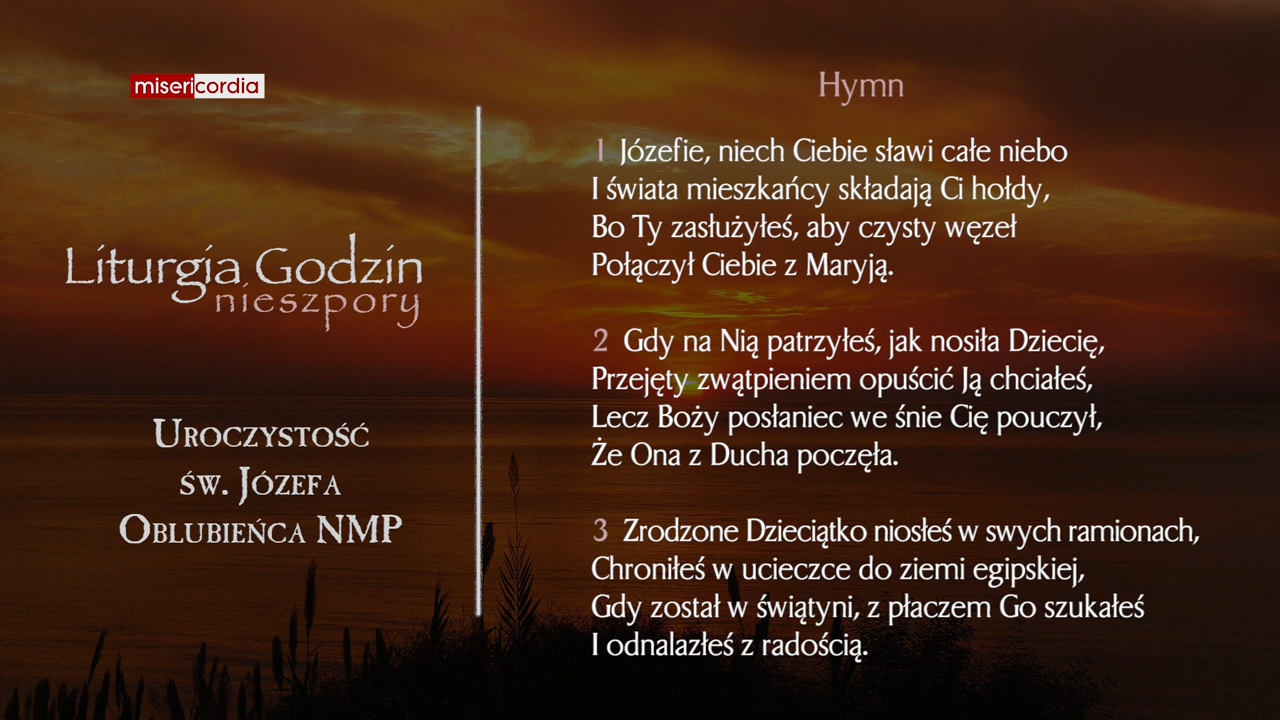 misericordia
Liturgia Godzin
nieszpory
Uroczystość
św. Józefa
Oblubieńca NMP
Hymn
1 Józefie, niech Ciebie sławi całe niebo
I świata mieszkańcy składają Ci hołdy,
Bo Ty zasłużyłeś, aby czysty węzeł
Połączył Ciebie z Maryją.
2 Gdy na Nią patrzyłeś, jak nosiła Dziecię,
Przejęty zwątpieniem opuścić Ją chciałeś,
Lecz Boży posłaniec we śnie Cię pouczył,
Że Ona z Ducha poczęła.
3 Zrodzone Dzieciątko niosłeś w swych ramionach,
Chroniłeś w ucieczce do ziemi egipskiej,
Gdy został w świątyni, z płaczem Go szukałeś
I odnalazłeś z radością.